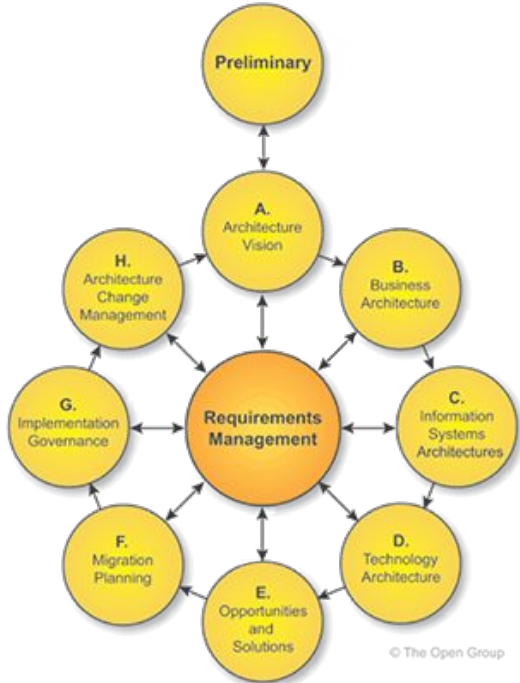 Preliminary
A.
Architecture
Vision
B.
Business
Architecture
C.
Information
Systems
Architectures
D.
Technology
Architecture
E.
Opportunities
and
Solutions
F.
Migration
Planning
G.
Implementation
Governance
H.
Architecture
Change
Management
Requirements
Management
© The Open Group